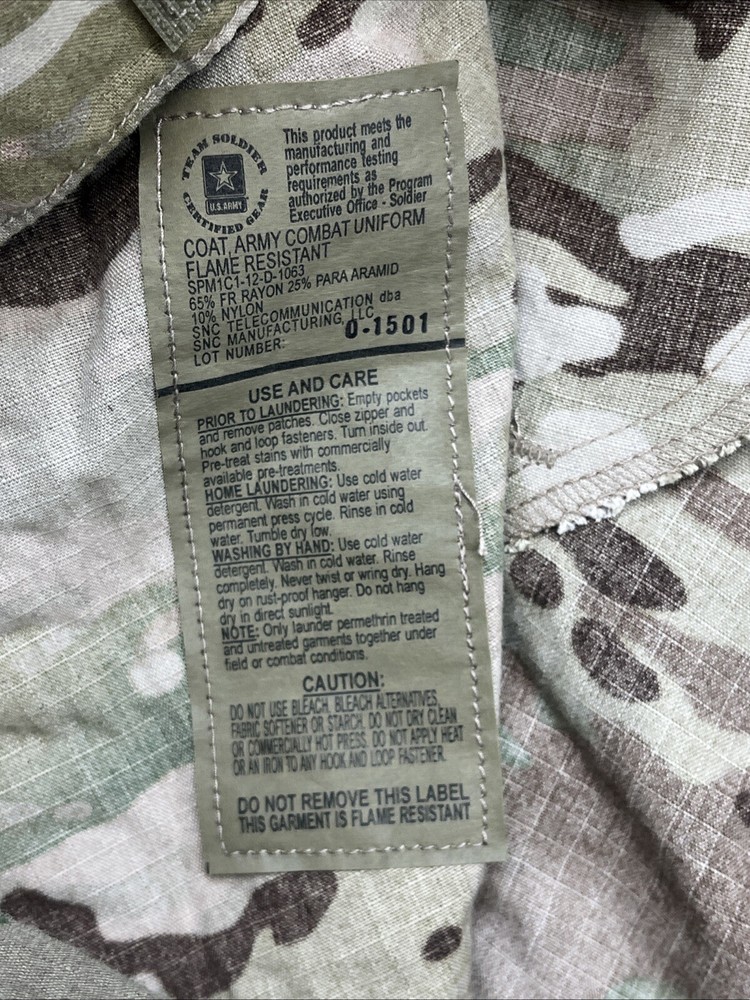 TEAM SOLDIER
U.S. ARMY
CERTIFIED GEAR
This product meets the
manufacturing and
performance testing
requirements as
authorized by the Program
Executive Office - Soldier
COAT, ARMY COMBAT UNIFORM
FLAME RESISTANT
SPM1C1-12-D-1063
65% FR RAYON 25% PARA ARAMID
10% NYLON
SNC TELECOMMUNICATION dba
SNC MANUFACTURING, LLC
LOT NUMBER: 0-1501
USE AND CARE
PRIOR TO LAUNDERING: Empty pockets
and remove patches. Close zipper and
hook and loop fasteners. Turn inside out.
Pre-treat stains with commercially
available pre-treatments.
HOME LAUNDERING: Use cold water
detergent. Wash in cold water using
permanent press cycle. Rinse in cold
water. Tumble dry low.
WASHING BY HAND: Use cold water
detergent. Wash in cold water. Rinse
completely. Never twist or wring dry. Hang
dry on rust-proof hanger. Do not hang
dry in direct sunlight.
NOTE: Only launder permethrin treated
and untreated garments together under
field or combat conditions.
CAUTION:
DO NOT USE BLEACH, BLEACH ALTERNATIVES,
FABRIC SOFTENER OR STARCH. DO NOT DRY CLEAN
OR COMMERCIALLY HOT PRESS. DO NOT APPLY HEAT
OR AN IRON TO ANY HOOK AND LOOP FASTENER.
DO NOT REMOVE THIS LABEL
THIS GARMENT IS FLAME RESISTANT